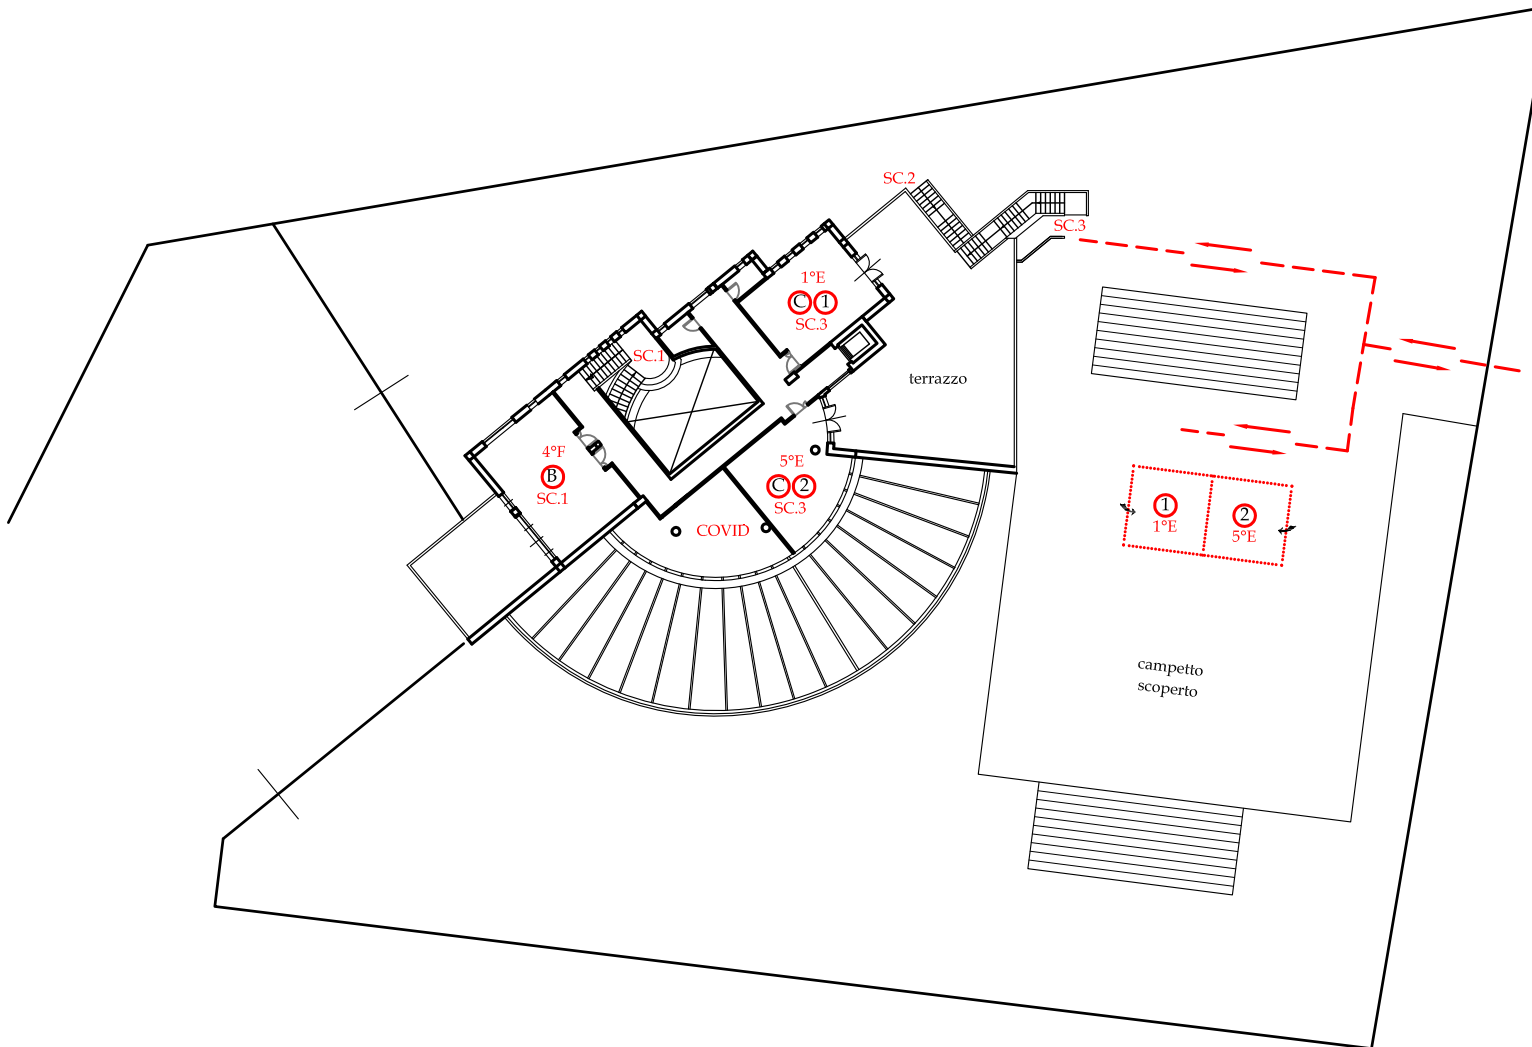 SC.2
SC.3
1°E
C 1
SC.3
SC.1
terrazzo
4°F
B
SC.1
5°E
C 2
SC.3
COVID
1
1°E
2
5°E
campetto
scoperto